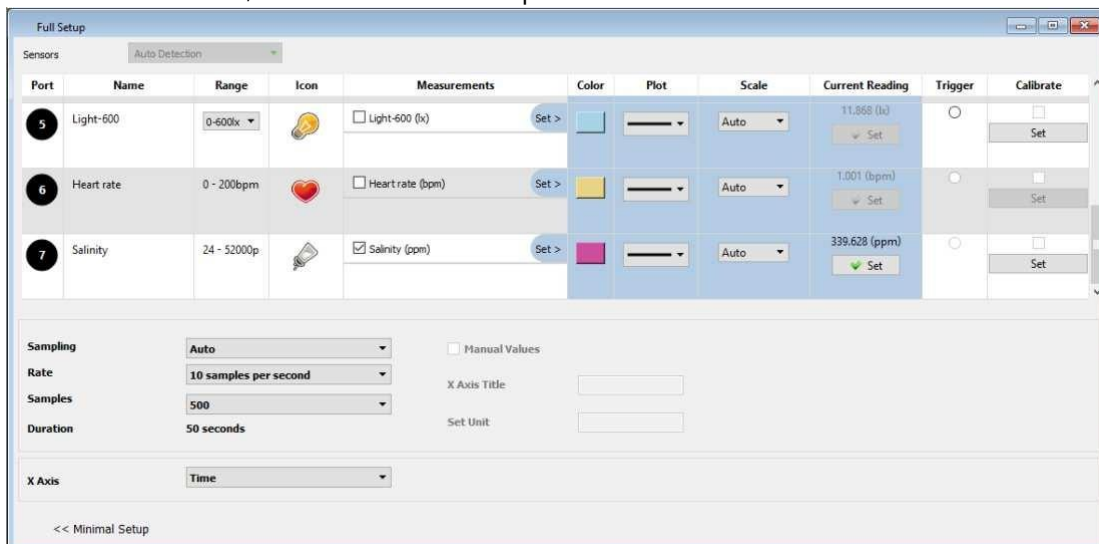 Full Setup
Sensors Auto Detection
Port Name Range Icon Measurements Color Plot Scale Current Reading Trigger Calibrate
5 Light-600 0-600lx Light-600 (lx) Set > Auto 11.868 (lx) Set Set
6 Heart rate 0 - 200bpm Heart rate (bpm) Set > Auto 1.001 (bpm) Set Set
7 Salinity 24 - 52000p Salinity (ppm) Set > Auto 339.628 (ppm) Set Set
Sampling Auto Manual Values
Rate 10 samples per second X Axis Title
Samples 500 Set Unit
Duration 50 seconds
X Axis Time
<< Minimal Setup